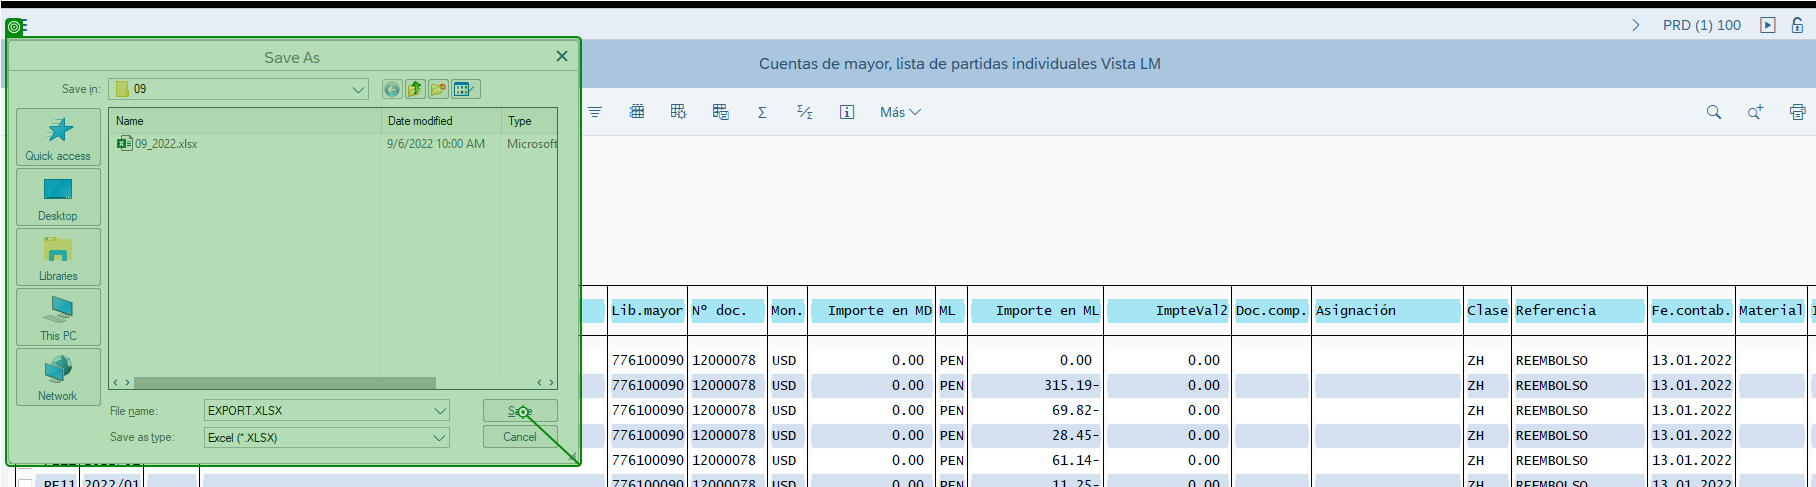 PRD (1) 100
Save As
Cuentas de mayor, lista de partidas individuales Vista LM
Save in: 09
Más
Name Date modified Type
09_2022.xlsx 9/6/2022 10:00 AM Microsoft
Quick access
Desktop
Libraries
This PC
Network
File name: EXPORT.XLSX Save
Save as type: Excel (*.XLSX) Cancel
Lib.mayor Nº doc. Mon. Importe en MD ML Importe en ML ImpteVal2 Doc.comp. Asignación Clase Referencia Fe.contab. Material
776100090 12000078 USD 0.00 PEN 0.00 0.00 ZH REEMBOLSO 13.01.2022
776100090 12000078 USD 0.00 PEN 315.19- 0.00 ZH REEMBOLSO 13.01.2022
776100090 12000078 USD 0.00 PEN 69.82- 0.00 ZH REEMBOLSO 13.01.2022
776100090 12000078 USD 0.00 PEN 28.45- 0.00 ZH REEMBOLSO 13.01.2022
776100090 12000078 USD 0.00 PEN 61.14- 0.00 ZH REEMBOLSO 13.01.2022
PE11 2022/01 776100090 12000078 USD 0.00 PEN 11.25- 0.00 ZH REEMBOLSO 13.01.2022